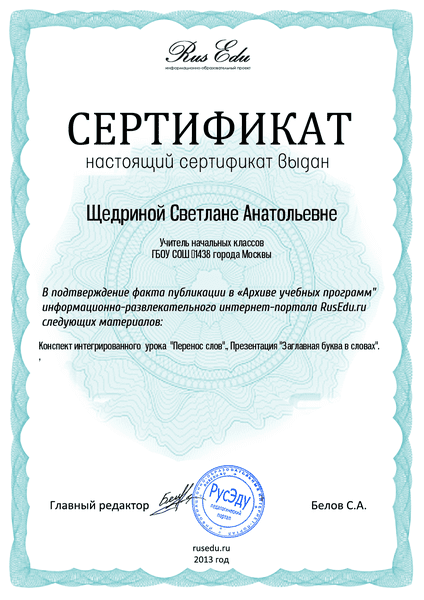 Rus Edu
информационно-образовательный проект
СЕРТИФИКАТ
настоящий сертификат выдан
Щедриной Светлане Анатольевне
Учитель начальных классов
ГБОУ СОШ 1438 города Москвы
В подтверждение факта публикации в «Архиве учебных программ"
информационно-развлекательного интернет-портала RusEdu.ru
следующих материалов:
Конспект интегрированного урока "Перенос слов"., Презентация "Заглавная буква в словах".
,
Главный редактор
РусЭду
педагогический
портал
Белов С.А.
rusedu.ru
2013 год